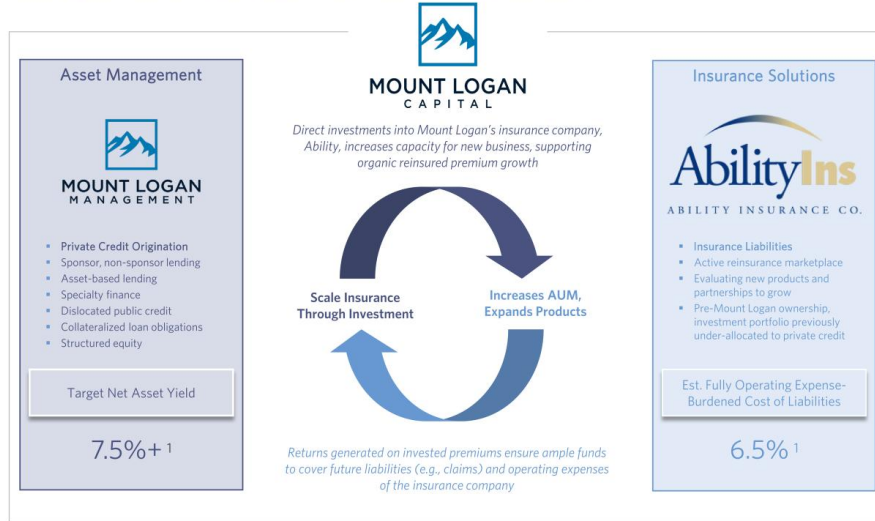 Asset Management
MOUNT LOGAN
MANAGEMENT
▪ Private Credit Origination
▪ Sponsor, non-sponsor lending
▪ Asset-based lending
▪ Specialty finance
▪ Dislocated public credit
▪ Collateralized loan obligations
▪ Structured equity
Target Net Asset Yield
7.5%+ 1
MOUNT LOGAN
CAPITAL
Direct investments into Mount Logan's insurance company,
Ability, increases capacity for new business, supporting
organic reinsured premium growth
Scale Insurance
Through Investment
Increases AUM,
Expands Products
Returns generated on invested premiums ensure ample funds
to cover future liabilities (e.g., claims) and operating expenses
of the insurance company
Insurance Solutions
AbilityIns
ABILITY INSURANCE CO.
▪ Insurance Liabilities
▪ Active reinsurance marketplace
▪ Evaluating new products and
partnerships to grow
▪ Pre-Mount Logan ownership,
investment portfolio previously
under-allocated to private credit
Est. Fully Operating Expense-
Burdened Cost of Liabilities
6.5% 1